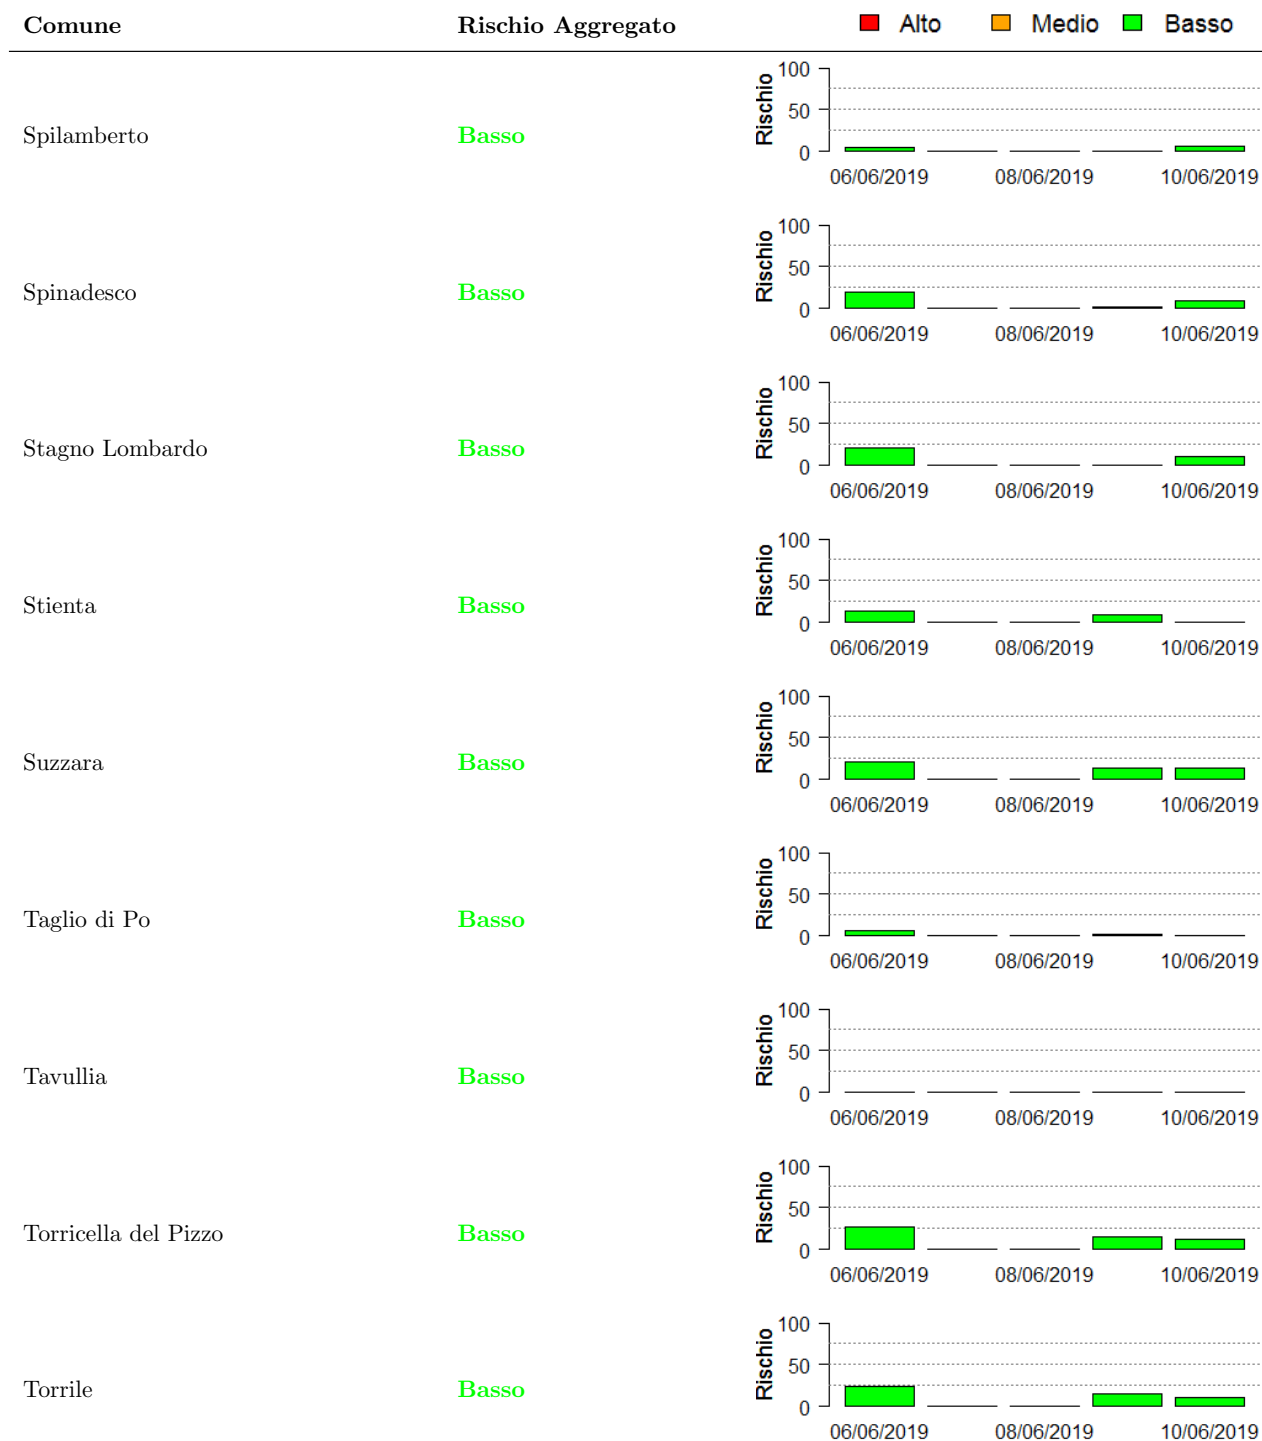 Comune Rischio Aggregato Alto Medio Basso
100
50
0
Rischio
Spilamberto Basso
06/06/2019 08/06/2019 10/06/2019
100
50
0
Rischio
Spinadesco Basso
06/06/2019 08/06/2019 10/06/2019
100
50
0
Rischio
Stagno Lombardo Basso
06/06/2019 08/06/2019 10/06/2019
100
50
0
Rischio
Stienta Basso
06/06/2019 08/06/2019 10/06/2019
100
50
0
Rischio
Suzzara Basso
06/06/2019 08/06/2019 10/06/2019
100
50
0
Rischio
Taglio di Po Basso
06/06/2019 08/06/2019 10/06/2019
100
50
0
Rischio
Tavullia Basso
06/06/2019 08/06/2019 10/06/2019
100
50
0
Rischio
Torricella del Pizzo Basso
06/06/2019 08/06/2019 10/06/2019
100
50
0
Rischio
Torrile Basso
06/06/2019 08/06/2019 10/06/2019